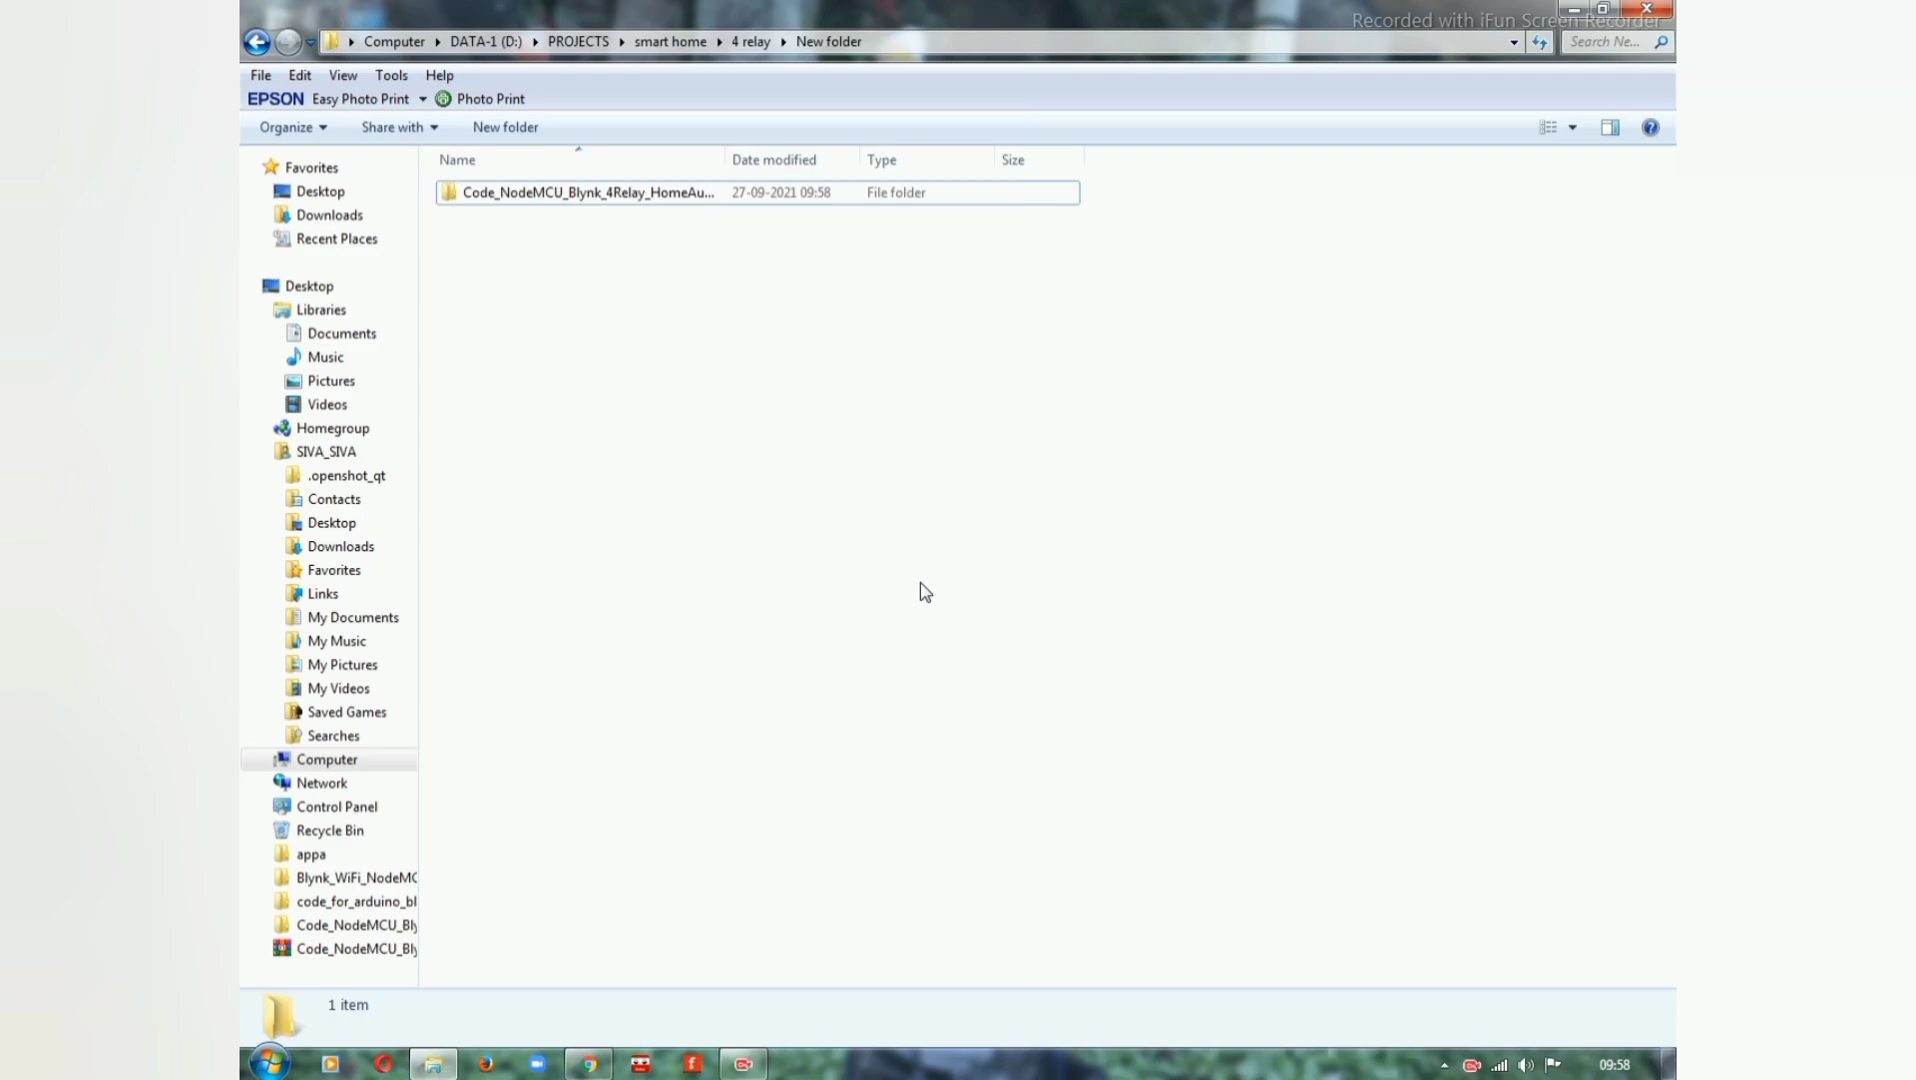 Recorded with iFun Screen Recorder
Computer DATA-1 (D:) PROJECTS smart home 4 relay New folder
Search Ne...
File Edit View Tools Help
EPSON Easy Photo Print Photo Print
Organize Share with New folder
Name Date modified Type Size
Code_NodeMCU_Blynk_4Relay_HomeAu... 27-09-2021 09:58 File folder
Favorites
Desktop
Downloads
Recent Places
Desktop
Libraries
Documents
Music
Pictures
Videos
Homegroup
SIVA_SIVA
.openshot_qt
Contacts
Desktop
Downloads
Favorites
Links
My Documents
My Music
My Pictures
My Videos
Saved Games
Searches
Computer
Network
Control Panel
Recycle Bin
appa
Blynk_WiFi_NodeMC
code_for_arduino_bl
Code_NodeMCU_Bly
Code_NodeMCU_Bly
1 item
09:58